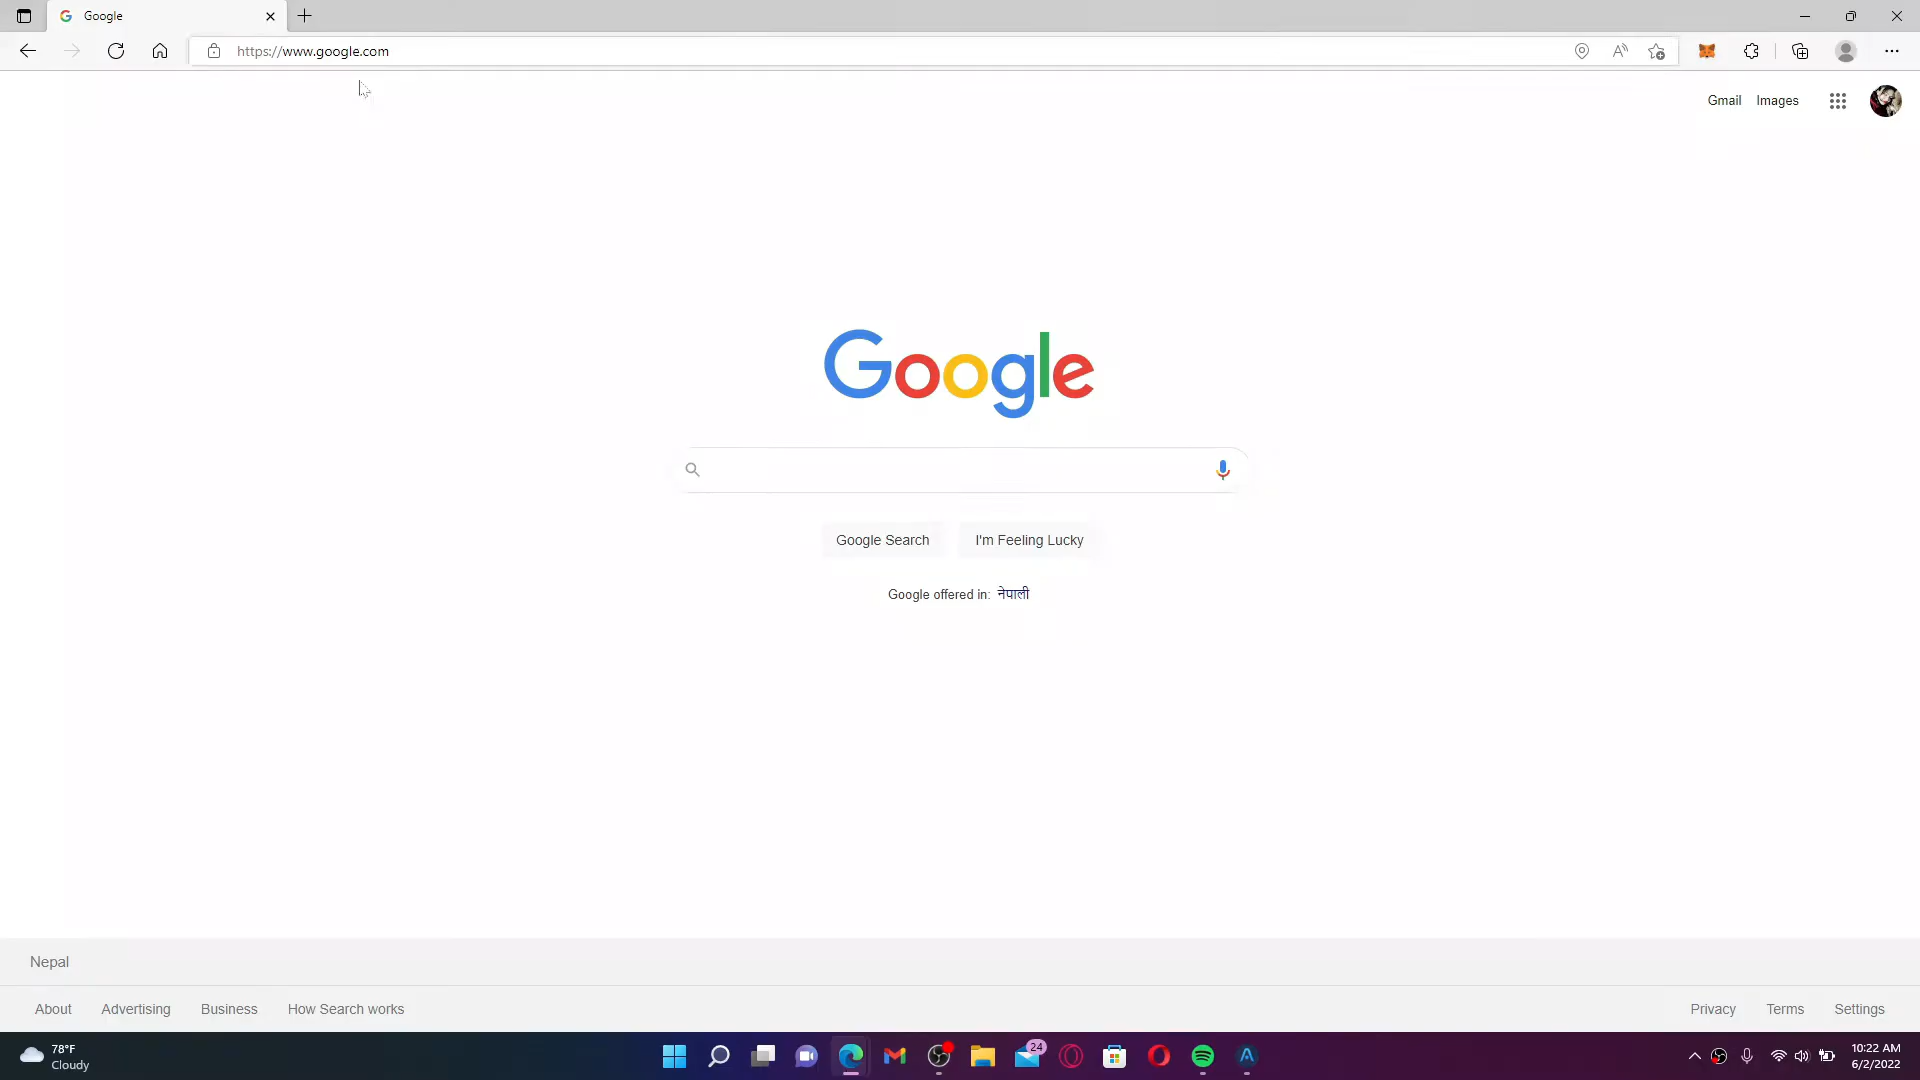 Google
https://www.google.com
Gmail Images
Google
Google Search I'm Feeling Lucky
Google offered in: नेपाली
Nepal
About Advertising Business How Search works Privacy Terms Settings
78°F
Cloudy
24
10:22 AM
6/2/2022